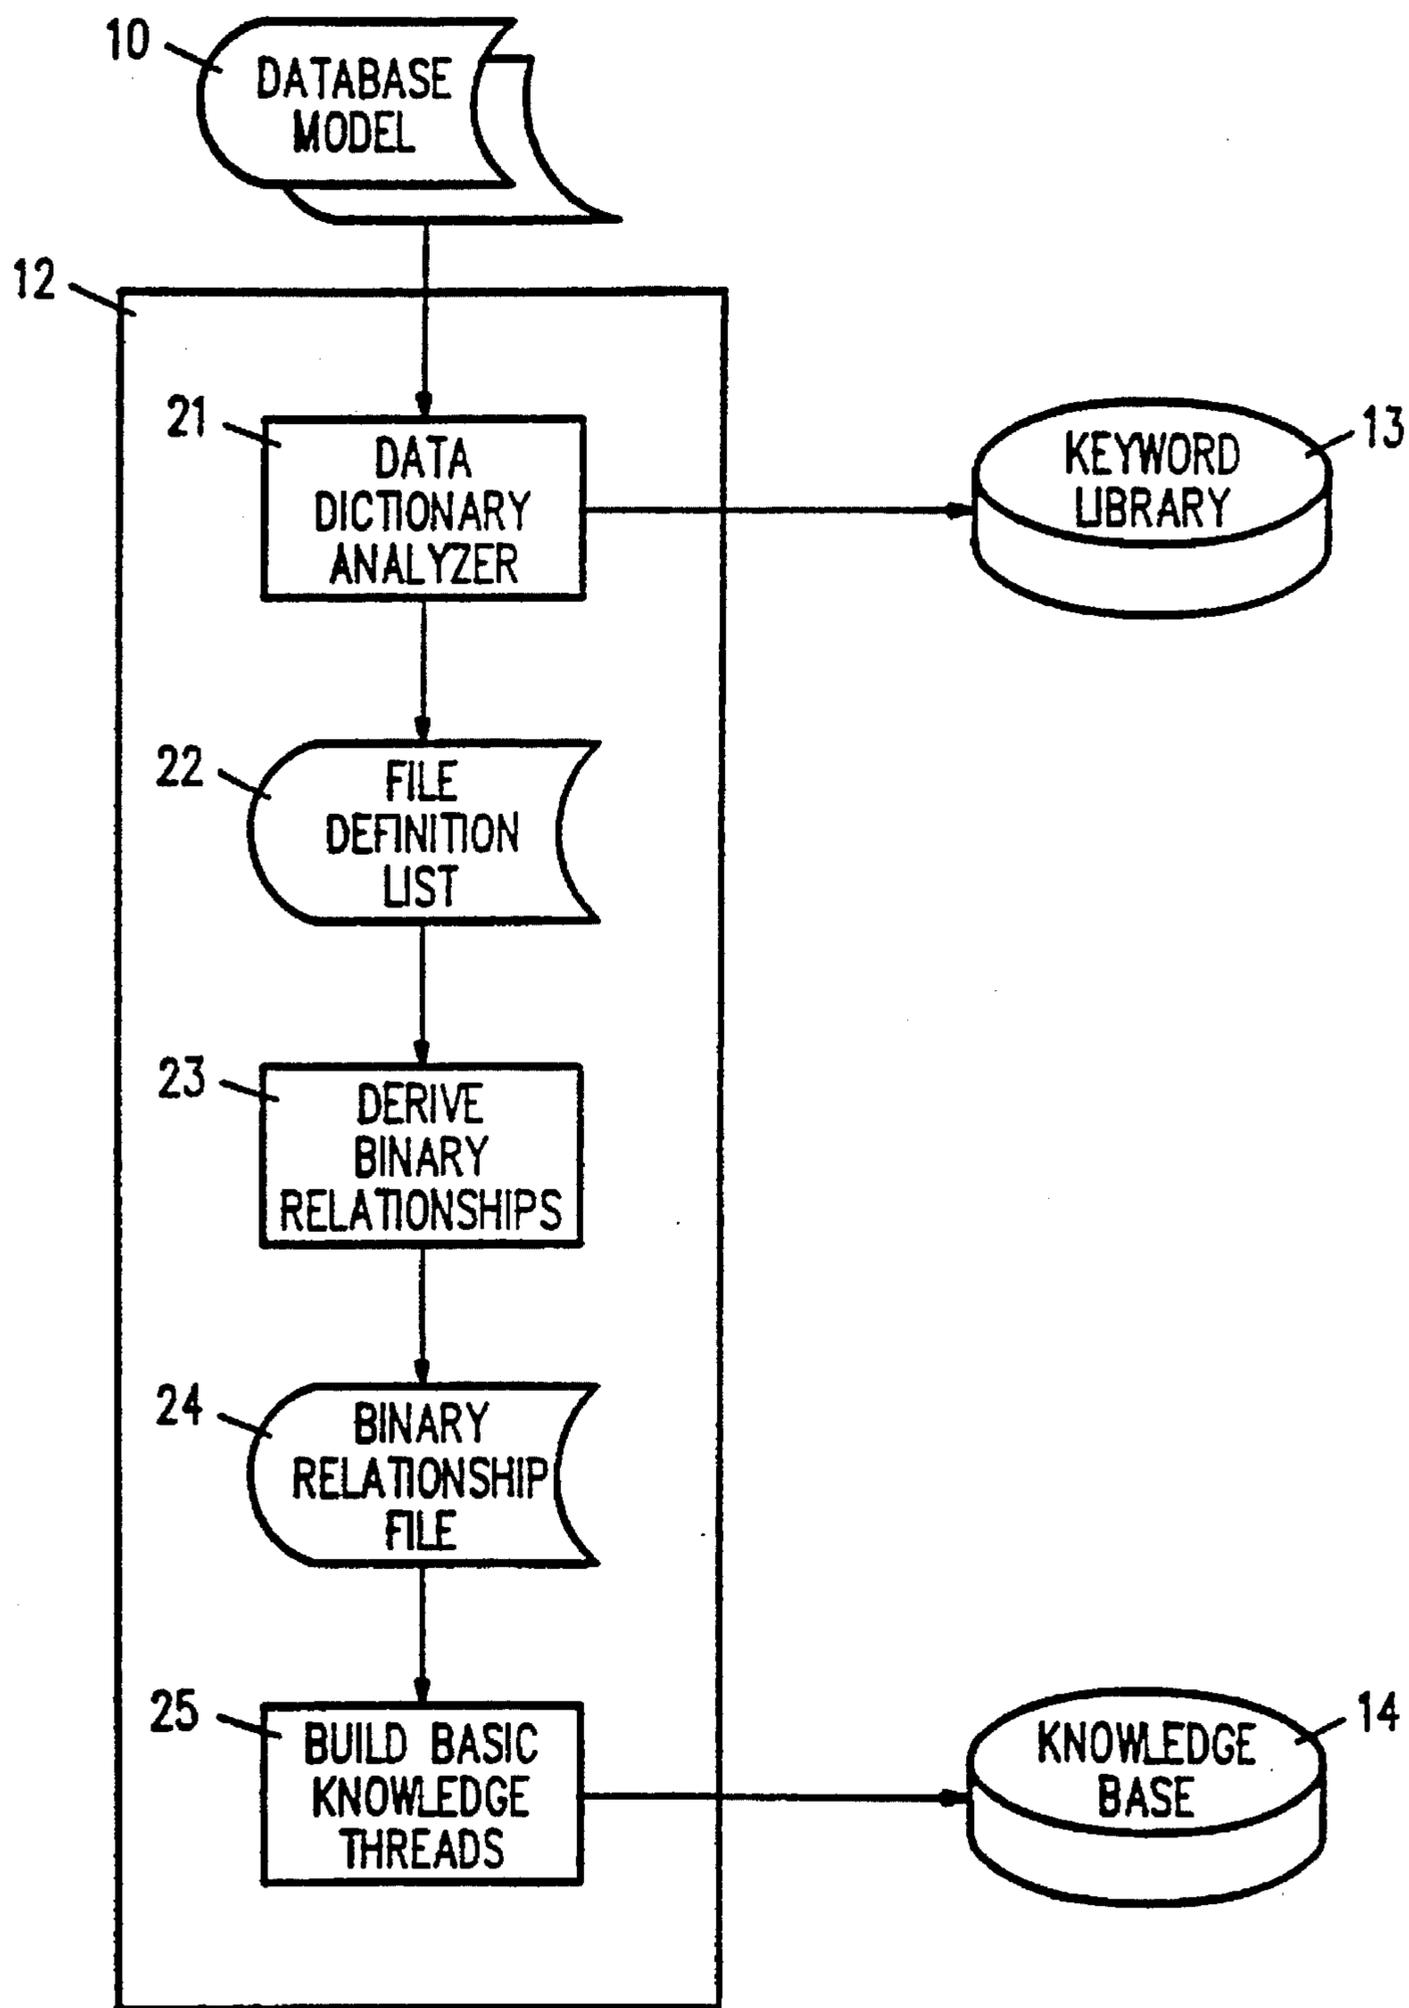 10
DATABASE
MODEL
12
21
DATA
DICTIONARY
ANALYZER
KEYWORD
LIBRARY
13
22
FILE
DEFINITION
LIST
23
DERIVE
BINARY
RELATIONSHIPS
24
BINARY
RELATIONSHIP
FILE
25
BUILD BASIC
KNOWLEDGE
THREADS
KNOWLEDGE
BASE
14